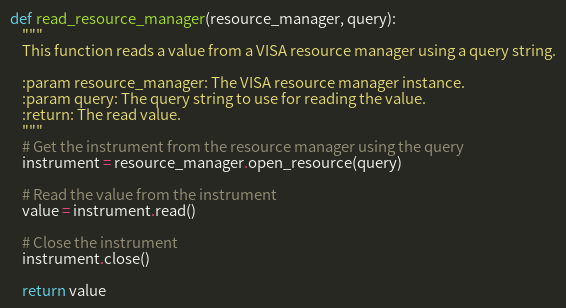 def read_resource_manager(resource_manager, query):
    """
    This function reads a value from a VISA resource manager using a query string.

    :param resource_manager: The VISA resource manager instance.
    :param query: The query string to use for reading the value.
    :return: The read value.
    """
    # Get the instrument from the resource manager using the query
    instrument = resource_manager.open_resource(query)

    # Read the value from the instrument
    value = instrument.read()

    # Close the instrument
    instrument.close()

    return value